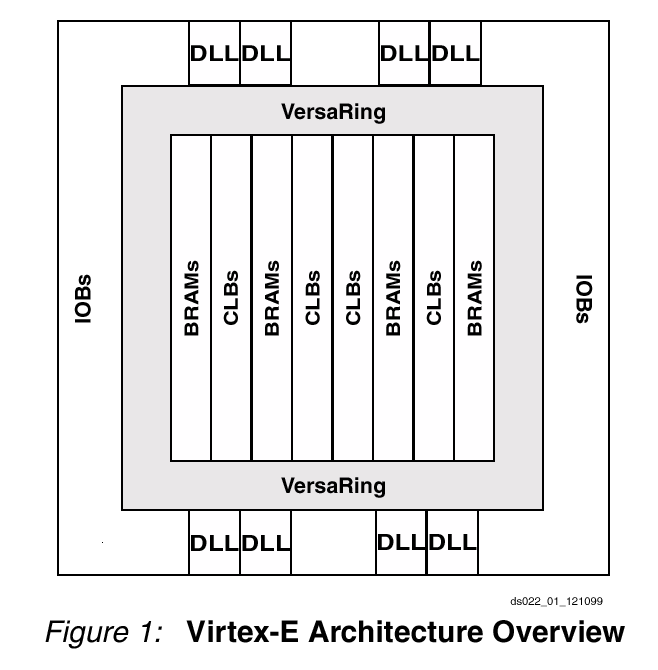 DLL DLL DLL DLL
VersaRing
IOBs BRAMs CLBs BRAMs CLBs CLBs BRAMs CLBs BRAMs IOBs
VersaRing
DLL DLL DLL DLL
ds022_01_121099
Figure 1: Virtex-E Architecture Overview